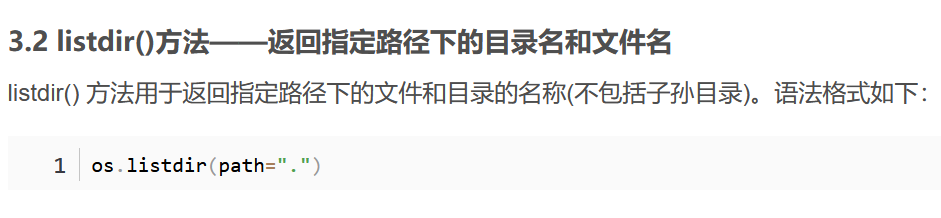 3.2 listdir()方法——返回指定路径下的目录名和文件名
listdir() 方法用于返回指定路径下的文件和目录的名称(不包括子孙目录)。语法格式如下：
1 os.listdir(path=".")